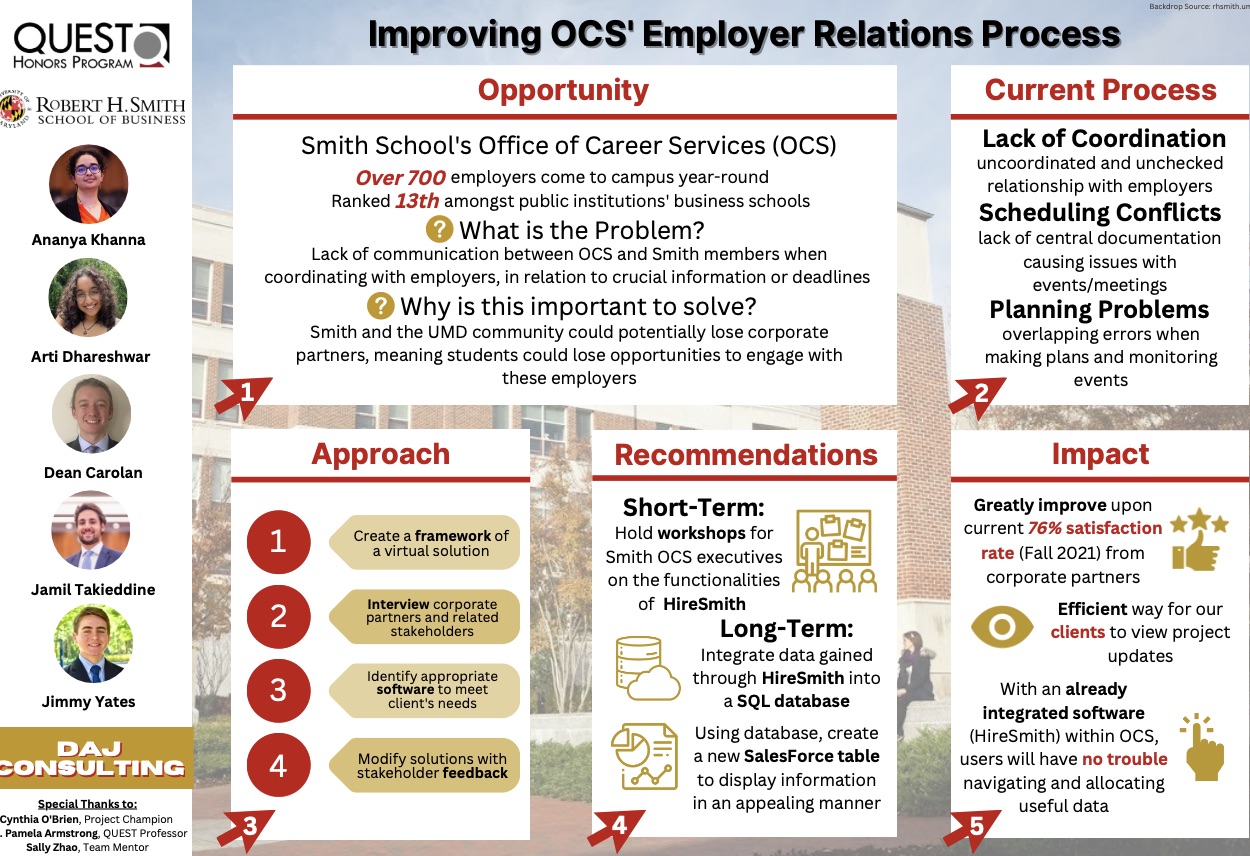 Backdrop Source: rhsmith.un
QUEST
HONORS PROGRAM
ROBERT H. SMITH
SCHOOL OF BUSINESS
Ananya Khanna
Arti Dhareshwar
Dean Carolan
Jamil Takieddine
Jimmy Yates
DAJ
CONSULTING
Special Thanks to:
Cynthia O'Brien, Project Champion
. Pamela Armstrong, QUEST Professor
Sally Zhao, Team Mentor
Improving OCS' Employer Relations Process
Opportunity
Smith School's Office of Career Services (OCS)
Over 700 employers come to campus year-round
Ranked 13th amongst public institutions' business schools
? What is the Problem?
Lack of communication between OCS and Smith members when
coordinating with employers, in relation to crucial information or deadlines
? Why is this important to solve?
Smith and the UMD community could potentially lose corporate
partners, meaning students could lose opportunities to engage with
these employers
1
Current Process
Lack of Coordination
uncoordinated and unchecked
relationship with employers
Scheduling Conflicts
lack of central documentation
causing issues with
events/meetings
Planning Problems
overlapping errors when
making plans and monitoring
events
2
Approach
1
Create a framework of
a virtual solution
2
Interview corporate
partners and related
stakeholders
3
Identify appropriate
software to meet
client's needs
4
Modify solutions with
stakeholder feedback
3
Recommendations
Short-Term:
Hold workshops for
Smith OCS executives
on the functionalities
of HireSmith
Long-Term:
Integrate data gained
through HireSmith into
a SQL database
Using database, create
a new SalesForce table
to display information
in an appealing manner
4
Impact
Greatly improve upon
current 76% satisfaction
rate (Fall 2021) from
corporate partners
Efficient way for our
clients to view project
updates
With an already
integrated software
(HireSmith) within OCS,
users will have no trouble
navigating and allocating
useful data
5